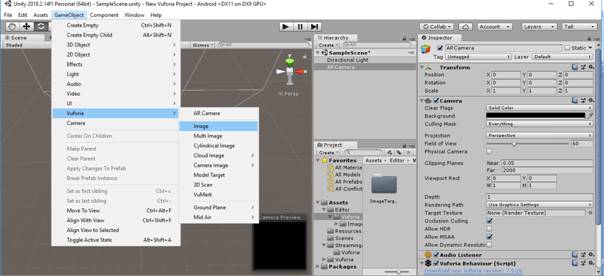 Unity 2018.2.14f1 Personal (64bit) - SampleScene.unity - New Vuforia Project - Android <DX11 on DX9 GPU>
File Edit Assets GameObject Component Window Help
Create Empty Ctrl+Shift+N
Create Empty Child Alt+Shift+N
3D Object
2D Object
Effects
Light
Audio
Video
UI
Vuforia
Camera
Center On Children
Make Parent
Clear Parent
Apply Changes To Prefab
Break Prefab Instance
Set as first sibling Ctrl+=
Set as last sibling Ctrl+-
Move To View Ctrl+Alt+F
Align With View Ctrl+Shift+F
Align View to Selected
Toggle Active State Alt+Shift+A
AR Camera
Image
Multi Image
Cylindrical Image
Cloud Image
Camera Image
Model Target
3D Scan
VuMark
Ground Plane
Mid Air
Scene
Shaded
Gizmos
Persp
Camera Preview
Collab
Account
Layers
Tall
Hierarchy
Create
SampleScene*
Directional Light
ARCamera
Project
Create
Favorites
All Materials
All Models
All Prefabs
All Conflict
Assets
Editor
Vuforia
Image
Resources
Scenes
Streaming
Vuforia
Vuforia
Packages
Assets Editor
ImageTarg...
Inspector
ARCamera Static
Tag Untagged Layer Default
Transform
Position X 0 Y 0 Z 0
Rotation X 0 Y 0 Z 0
Scale X 1 Y 1 Z 1
Camera
Clear Flags Solid Color
Background
Culling Mask Everything
Projection Perspective
Field of View 60
Physical Camera
Clipping Planes Near 0.05
Far 2000
Viewport Rect X 0 Y 0
W 1 H 1
Depth 1
Rendering Path Use Graphics Settings
Target Texture None (Render Texture)
Occlusion Culling
Allow HDR
Allow MSAA
Allow Dynamic Resolutio
Audio Listener
Vuforia Behaviour (Script)
Download new Vuforia version: 7.5.26